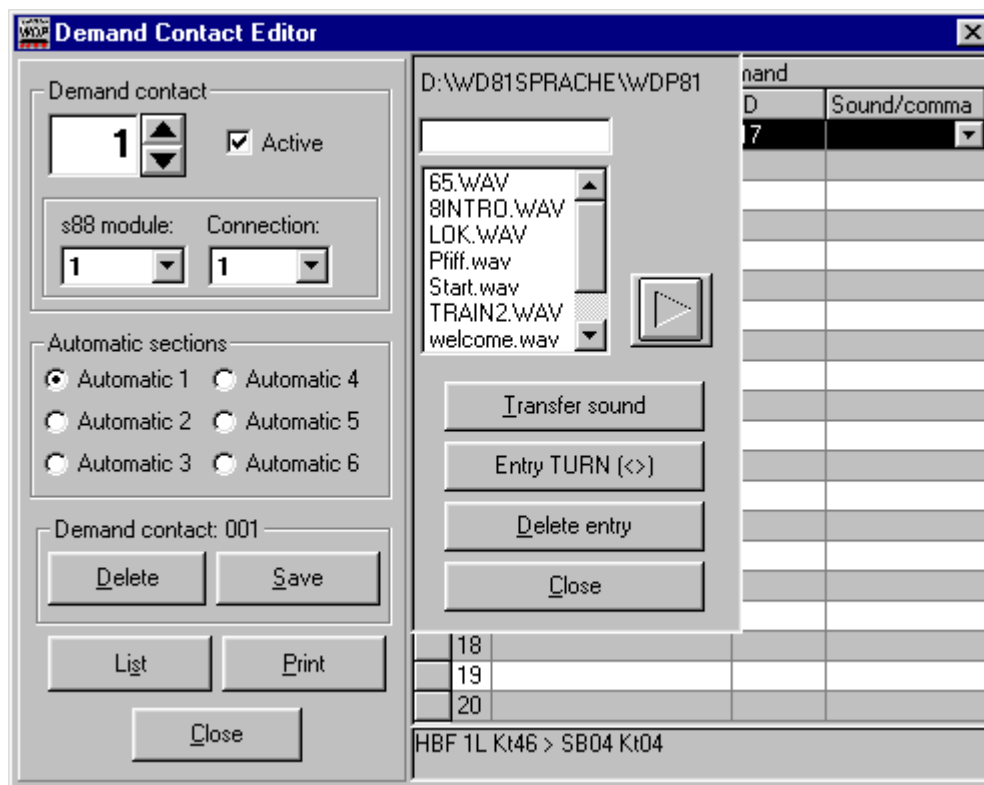 Demand Contact Editor
Demand contact
1
Active
s88 module:
Connection:
1
1
Automatic sections
Automatic 1
Automatic 4
Automatic 2
Automatic 5
Automatic 3
Automatic 6
Demand contact: 001
Delete
Save
List
Print
Close
D:\WD81SPRACHE\WDP81
65.WAV
8INTRO.WAV
LOK.WAV
Pfiff.wav
Start.wav
TRAIN2.WAV
welcome.wav
Transfer sound
Entry TURN (<>)
Delete entry
Close
Sound/comma
18
19
20
HBF 1L Kt46 > SB04 Kt04